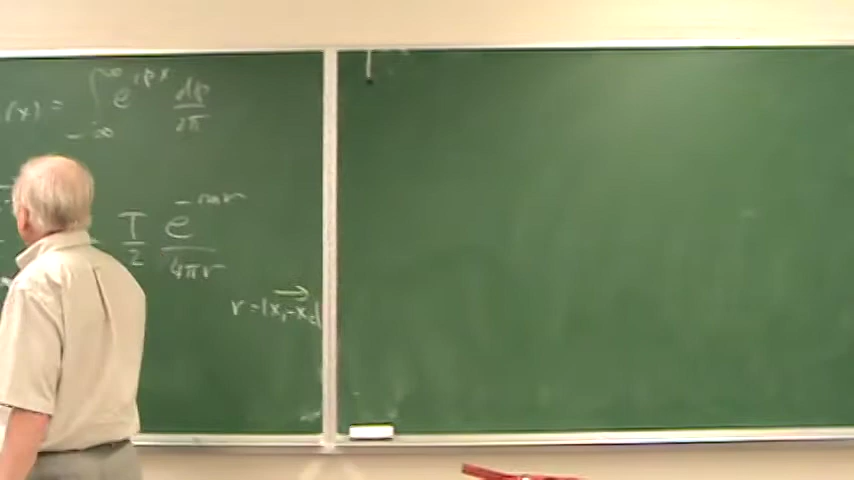 (x) = ∫_{-∞}^{∞} e^{ipx} dp/2π
T/2 e^{-mr}/4πr
r = |x₁ - x₂|